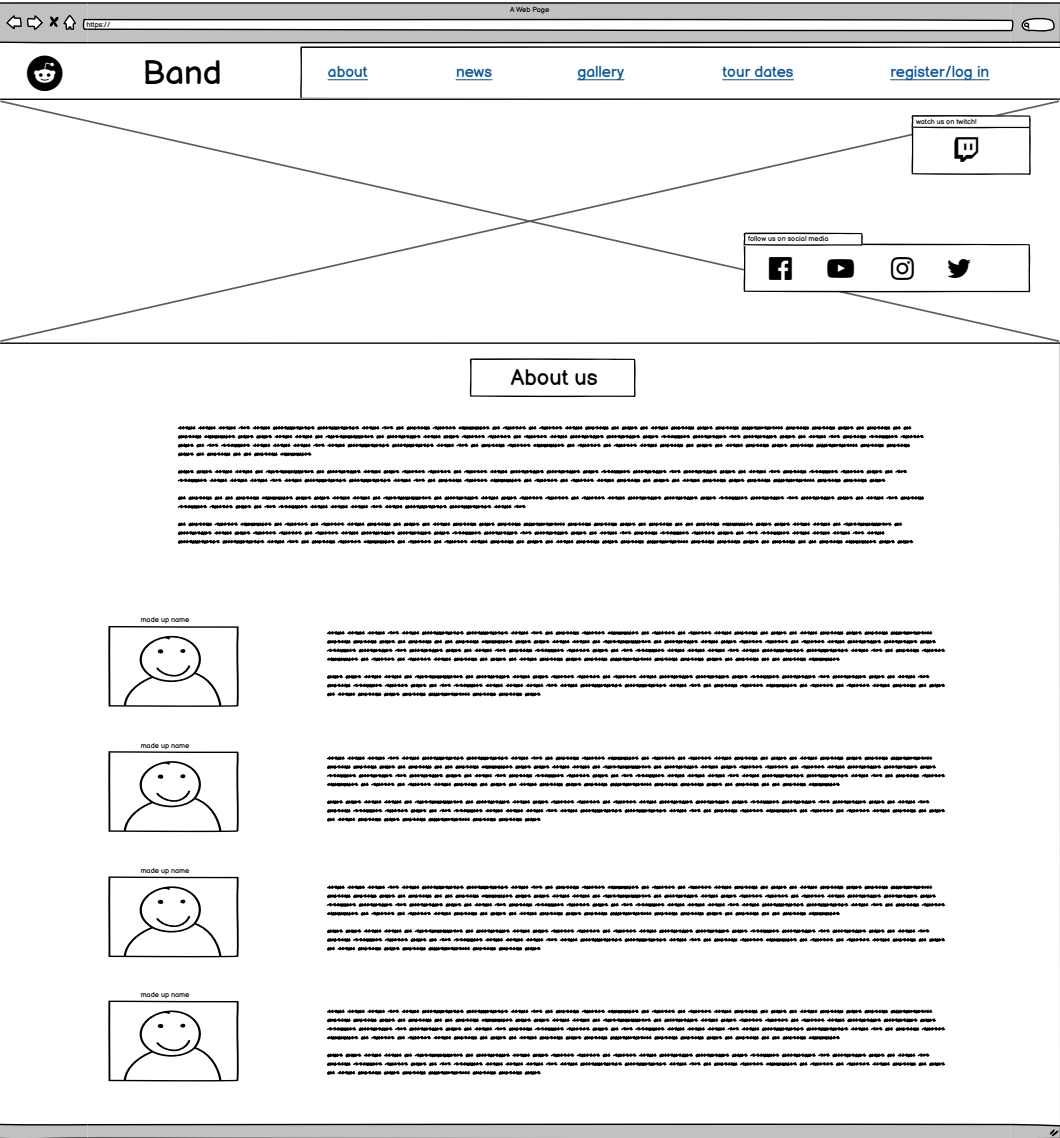 A Web Page
https://
Band
about news gallery tour dates register/log in
watch us on twitch!
follow us on social media
About us
made up name
made up name
made up name
made up name